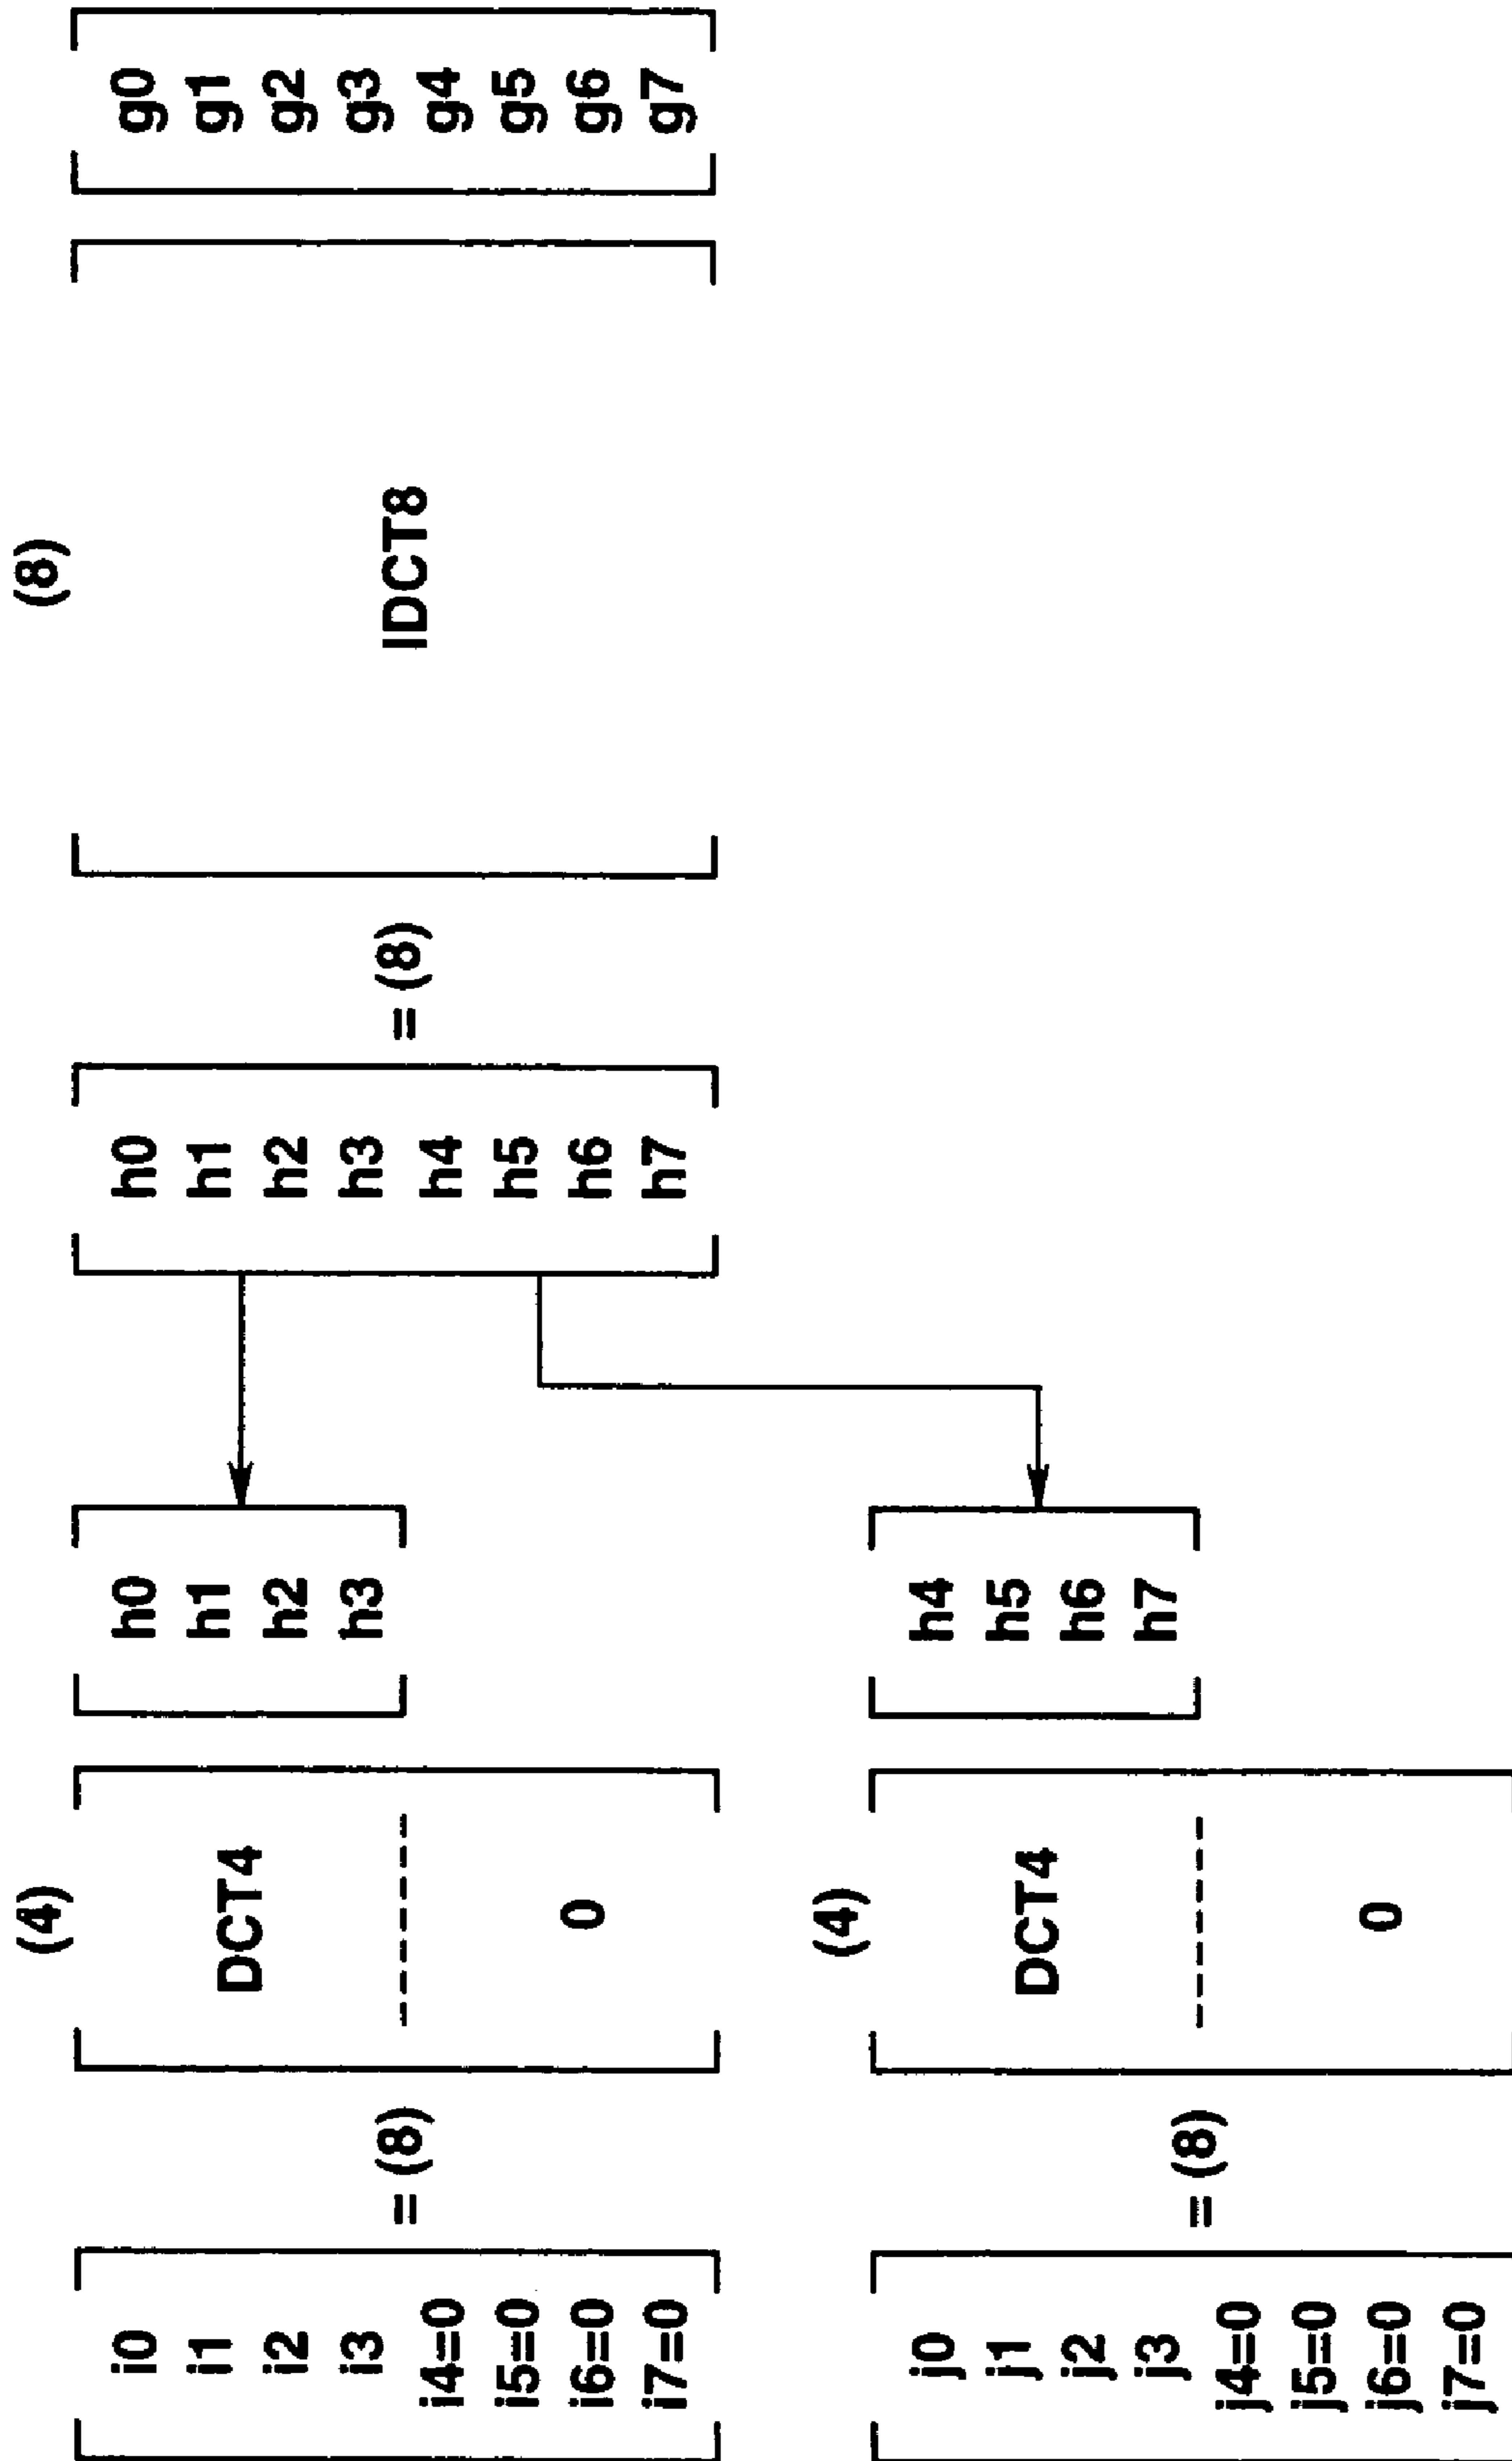 i0
i1
i2
i3
i4=0
i5=0
i6=0
i7=0
= (8)
(4)
DCT4
0
h0
h1
h2
h3
h0
h1
h2
h3
h4
h5
h6
h7
= (8)
(8)
IDCT8
g0
g1
g2
g3
g4
g5
g6
g7
j0
j1
j2
j3
j4=0
j5=0
j6=0
j7=0
= (8)
(4)
DCT4
0
h4
h5
h6
h7